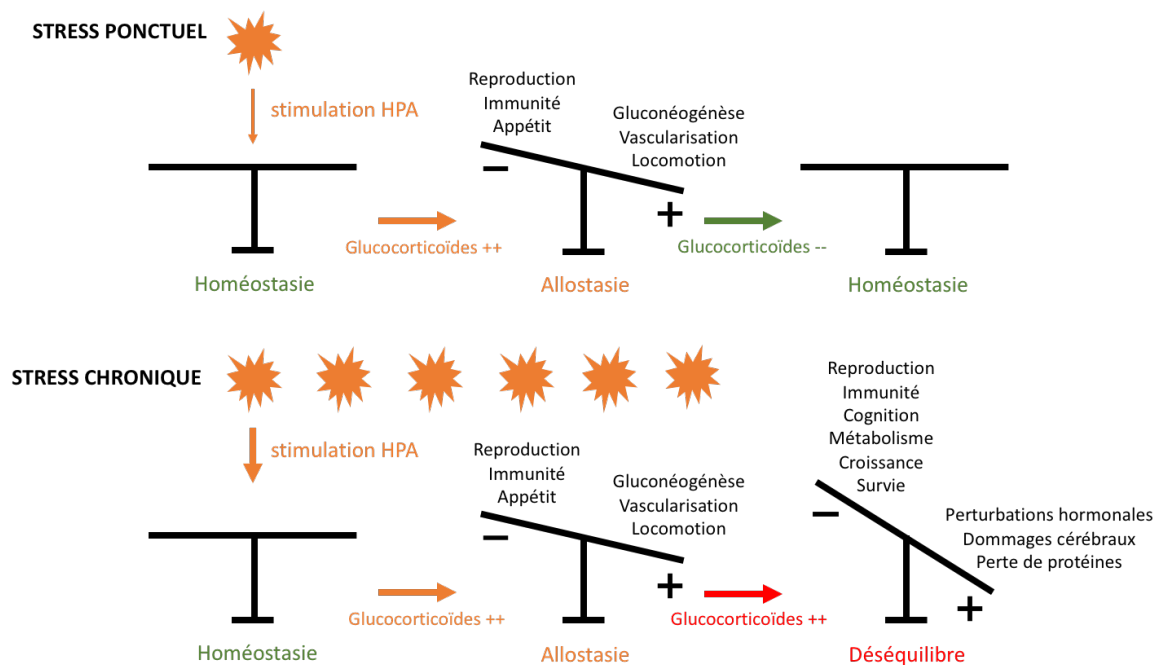 STRESS PONCTUEL
stimulation HPA
Reproduction
Immunité
Appétit
Gluconéogénèse
Vascularisation
Locomotion
−
+
Glucocorticoïdes ++
Glucocorticoïdes --
Homéostasie
Allostasie
Homéostasie
STRESS CHRONIQUE
stimulation HPA
Reproduction
Immunité
Appétit
Gluconéogénèse
Vascularisation
Locomotion
−
+
Reproduction
Immunité
Cognition
Métabolisme
Croissance
Survie
−
Perturbations hormonales
Dommages cérébraux
Perte de protéines
+
Glucocorticoïdes ++
Glucocorticoïdes ++
Homéostasie
Allostasie
Déséquilibre